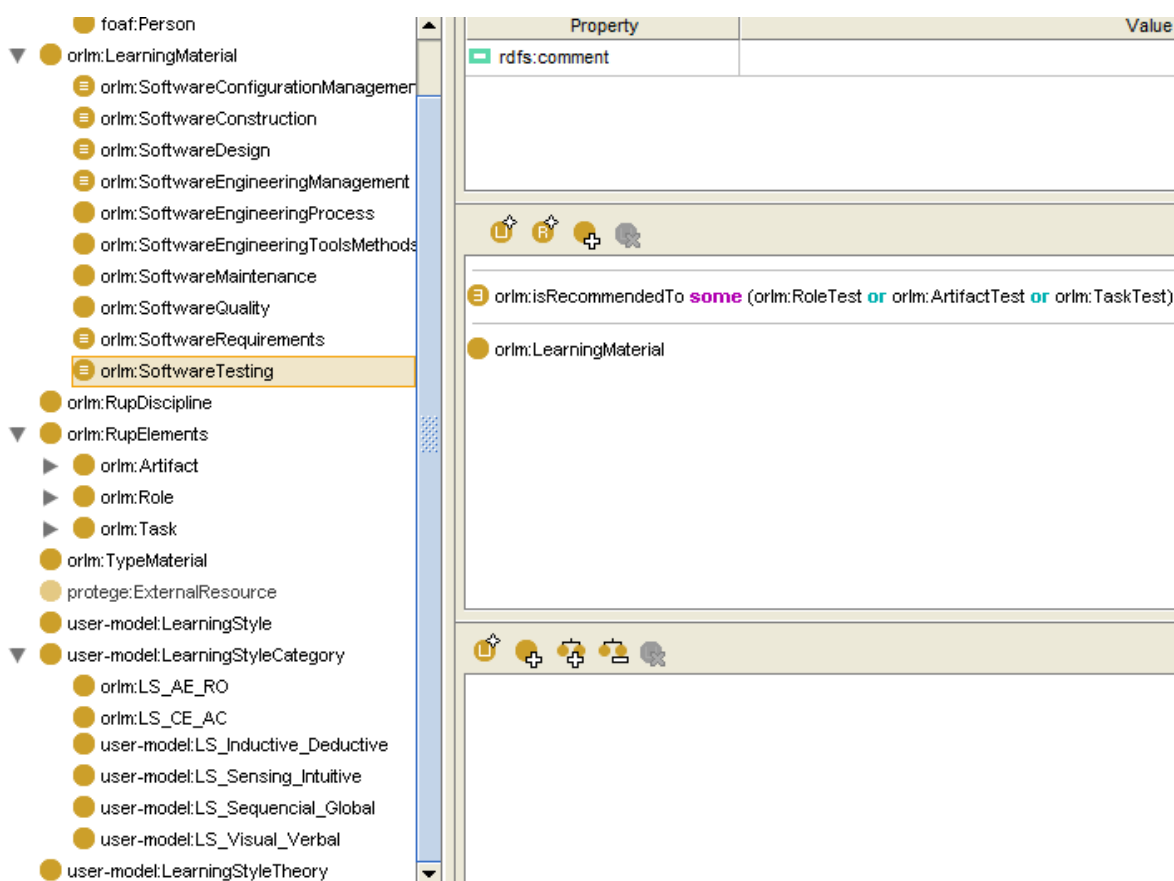 foaf:Person
orlm:LearningMaterial
orlm:SoftwareConfigurationManagemer
orlm:SoftwareConstruction
orlm:SoftwareDesign
orlm:SoftwareEngineeringManagement
orlm:SoftwareEngineeringProcess
orlm:SoftwareEngineeringToolsMethods
orlm:SoftwareMaintenance
orlm:SoftwareQuality
orlm:SoftwareRequirements
orlm:SoftwareTesting
orlm:RupDiscipline
orlm:RupElements
orlm:Artifact
orlm:Role
orlm:Task
orlm:TypeMaterial
protege:ExternalResource
user-model:LearningStyle
user-model:LearningStyleCategory
orlm:LS_AE_RO
orlm:LS_CE_AC
user-model:LS_Inductive_Deductive
user-model:LS_Sensing_Intuitive
user-model:LS_Sequencial_Global
user-model:LS_Visual_Verbal
user-model:LearningStyleTheory
Property Value
rdfs:comment
orlm:isRecommendedTo some (orlm:RoleTest or orlm:ArtifactTest or orlm:TaskTest)
orlm:LearningMaterial